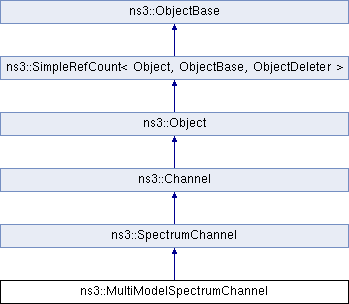 ns3::ObjectBase
ns3::SimpleRefCount< Object, ObjectBase, ObjectDeleter >
ns3::Object
ns3::Channel
ns3::SpectrumChannel
ns3::MultiModelSpectrumChannel